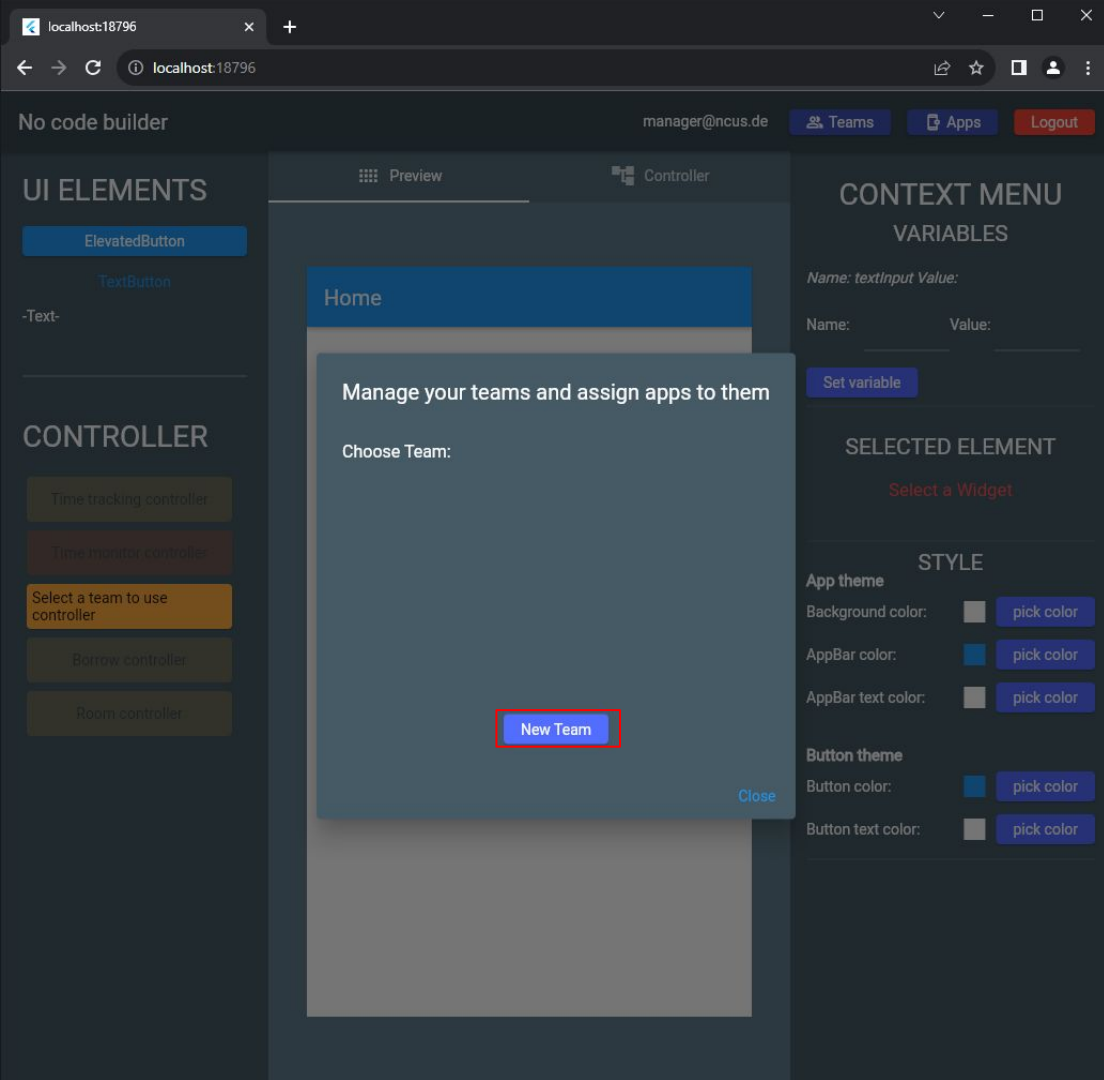 localhost:18796
localhost:18796
No code builder
manager@ncus.de
Teams
Apps
Logout
UI ELEMENTS
ElevatedButton
TextButton
-Text-
CONTROLLER
Time tracking controller
Time monitor controller
Select a team to use
controller
Borrow controller
Room controller
Preview
Controller
Home
Manage your teams and assign apps to them
Choose Team:
New Team
Close
CONTEXT MENU
VARIABLES
Name: textInput Value:
Name: Value:
Set variable
SELECTED ELEMENT
Select a Widget
STYLE
App theme
Background color: pick color
AppBar color: pick color
AppBar text color: pick color
Button theme
Button color: pick color
Button text color: pick color